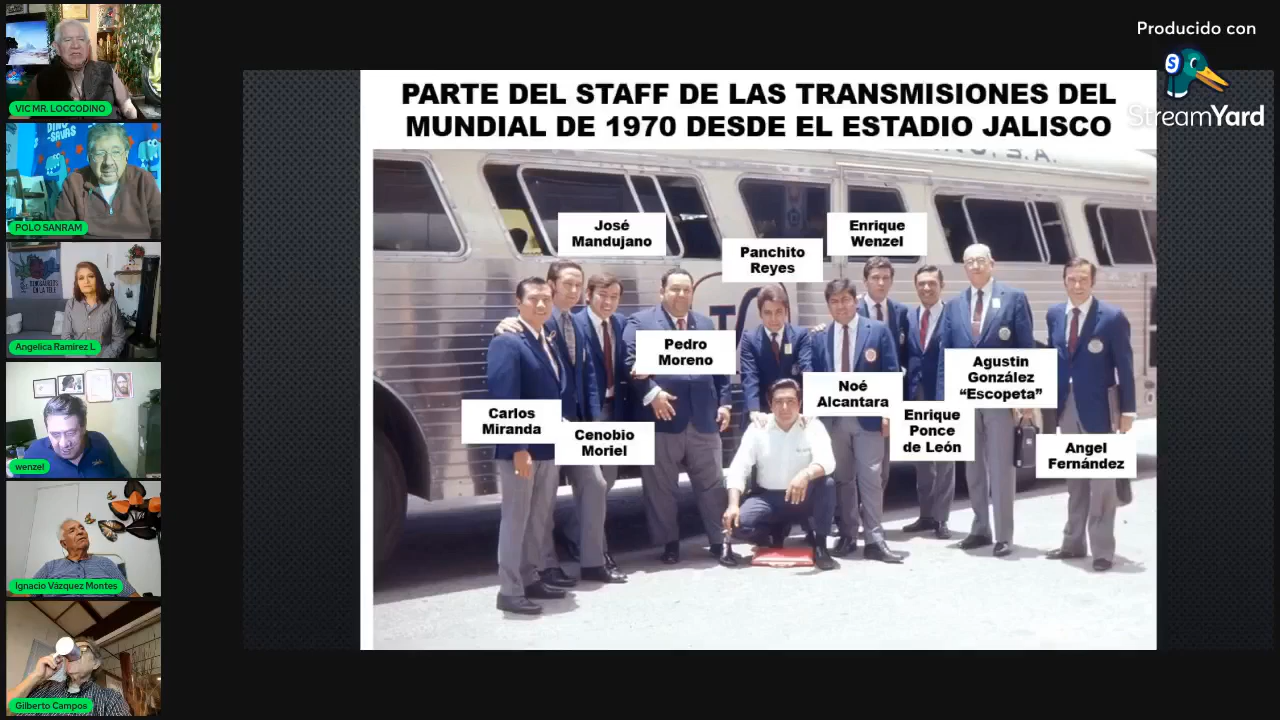 VIC MR. LOCCODINO
POLO SANRAM
Angelica Ramirez L
wenzel
Ignacio Vázquez Montes
Gilberto Campos
Producido con
StreamYard
PARTE DEL STAFF DE LAS TRANSMISIONES DEL
MUNDIAL DE 1970 DESDE EL ESTADIO JALISCO
S.A.
José
Mandujano
Panchito
Reyes
Enrique
Wenzel
Pedro
Moreno
Carlos
Miranda
Cenobio
Moriel
Noé
Alcantara
Enrique
Ponce
de León
Agustin
González
“Escopeta”
Angel
Fernández